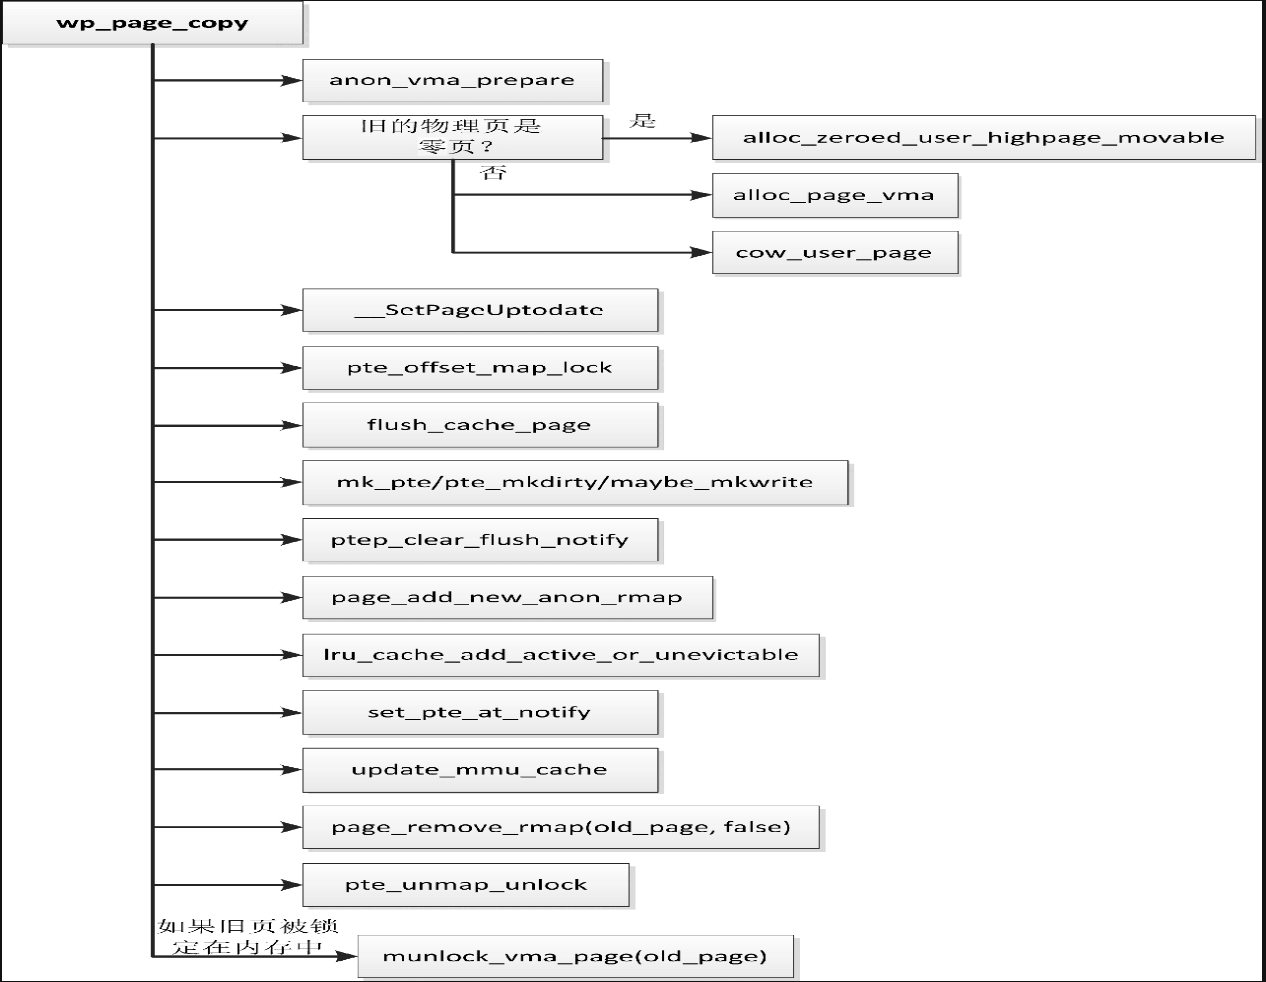 wp_page_copy
anon_vma_prepare
旧的物理页是
零页?
是
alloc_zeroed_user_highpage_movable
否
alloc_page_vma
cow_user_page
__SetPageUptodate
pte_offset_map_lock
flush_cache_page
mk_pte/pte_mkdirty/maybe_mkwrite
ptep_clear_flush_notify
page_add_new_anon_rmap
lru_cache_add_active_or_unevictable
set_pte_at_notify
update_mmu_cache
page_remove_rmap(old_page, false)
pte_unmap_unlock
如果旧页被锁
定在内存中
munlock_vma_page(old_page)